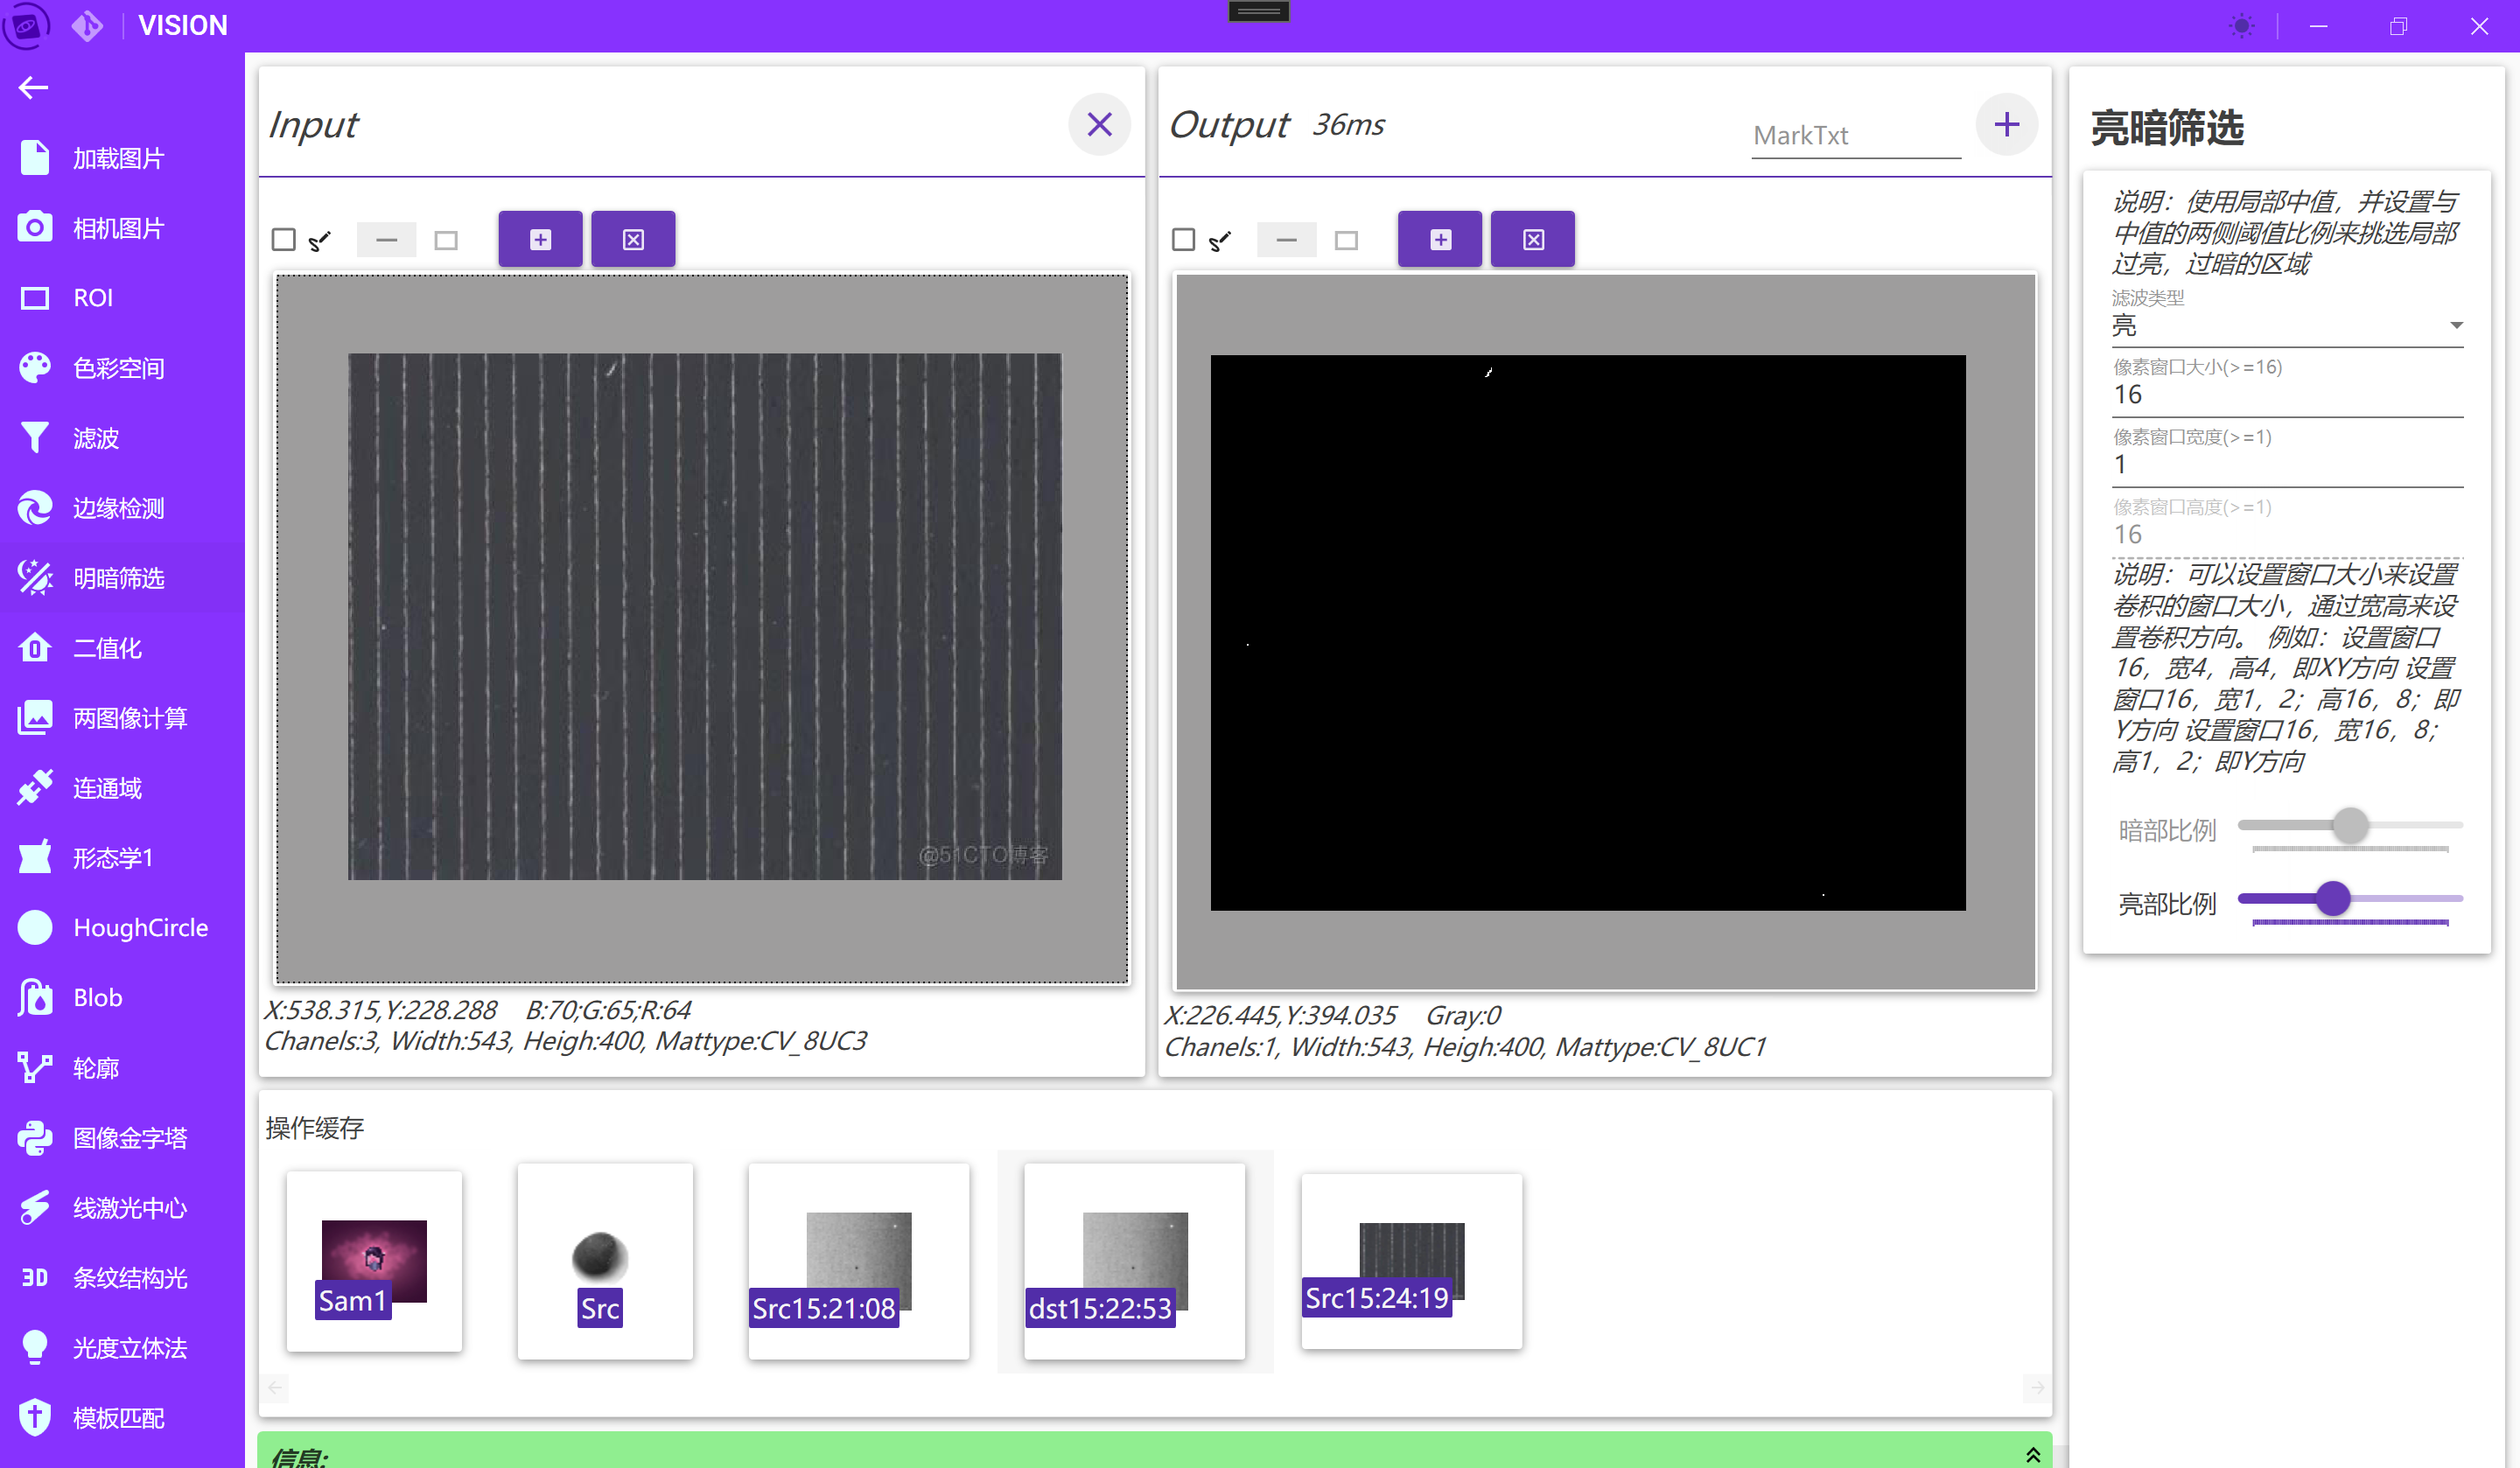 VISION
加载图片
相机图片
ROI
色彩空间
滤波
边缘检测
明暗筛选
二值化
两图像计算
连通域
形态学1
HoughCircle
Blob
轮廓
图像金字塔
线激光中心
3D 条纹结构光
光度立体法
模板匹配
Input
@51CTO博客
X:538.315,Y:228.288 B:70;G:65;R:64
Chanels:3, Width:543, Heigh:400, Mattype:CV_8UC3
Output 36ms
MarkTxt
X:226.445,Y:394.035 Gray:0
Chanels:1, Width:543, Heigh:400, Mattype:CV_8UC1
操作缓存
Sam1
Src
Src15:21:08
dst15:22:53
Src15:24:19
信息:
亮暗筛选
说明：使用局部中值，并设置与
中值的两侧阈值比例来挑选局部
过亮，过暗的区域
滤波类型
亮
像素窗口大小(>=16)
16
像素窗口宽度(>=1)
1
像素窗口高度(>=1)
16
说明：可以设置窗口大小来设置
卷积的窗口大小，通过宽高来设
置卷积方向。 例如：设置窗口
16，宽4，高4，即XY方向 设置
窗口16，宽1，2；高16，8；即
Y方向 设置窗口16，宽16，8；
高1，2；即Y方向
暗部比例
亮部比例